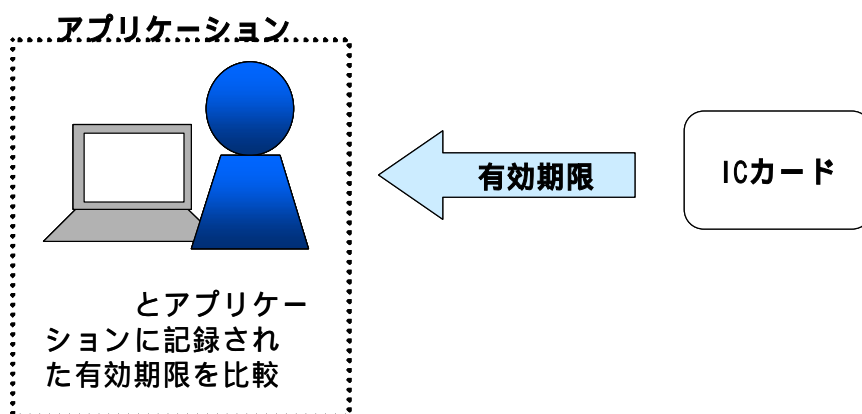 アプリケーション
有効期限
ICカード
とアプリケー
ションに記録され
た有効期限を比較